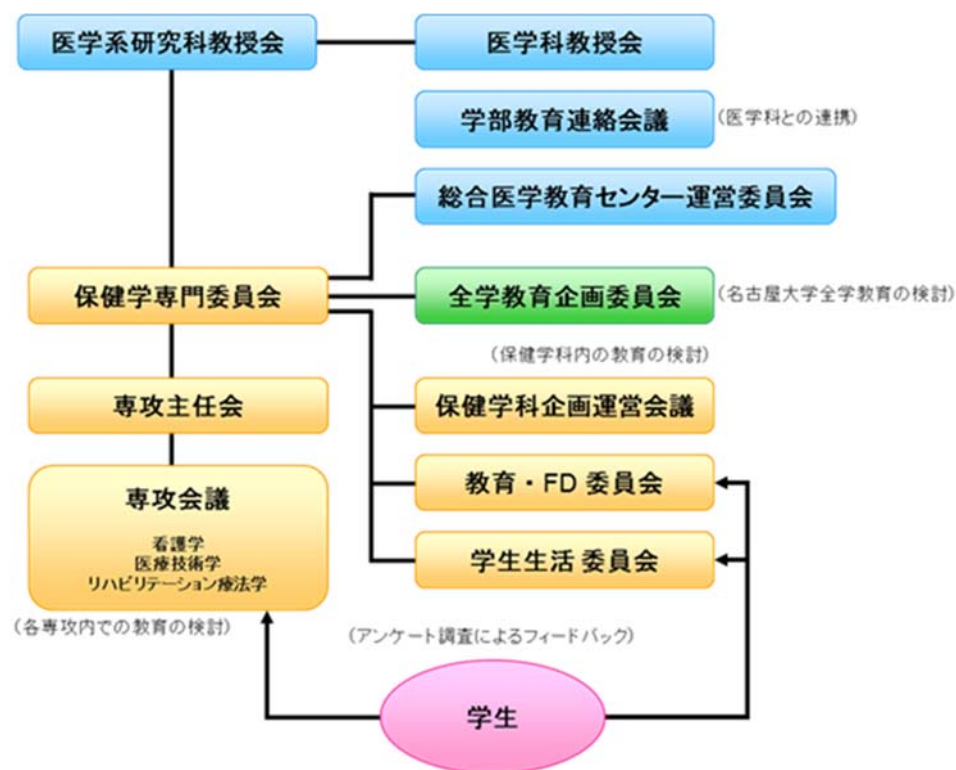 医学系研究科教授会
医学科教授会
学部教育連絡会議
(医学科との連携)
総合医学教育センター運営委員会
保健学専門委員会
全学教育企画委員会
(名古屋大学全学教育の検討)
(保健学科内の教育の検討)
専攻主任会
保健学科企画運営会議
専攻会議
看護学
医療技術学
リハビリテーション療法学
教育・FD 委員会
学生生活 委員会
(各専攻内での教育の検討)
(アンケート調査によるフィードバック)
学生